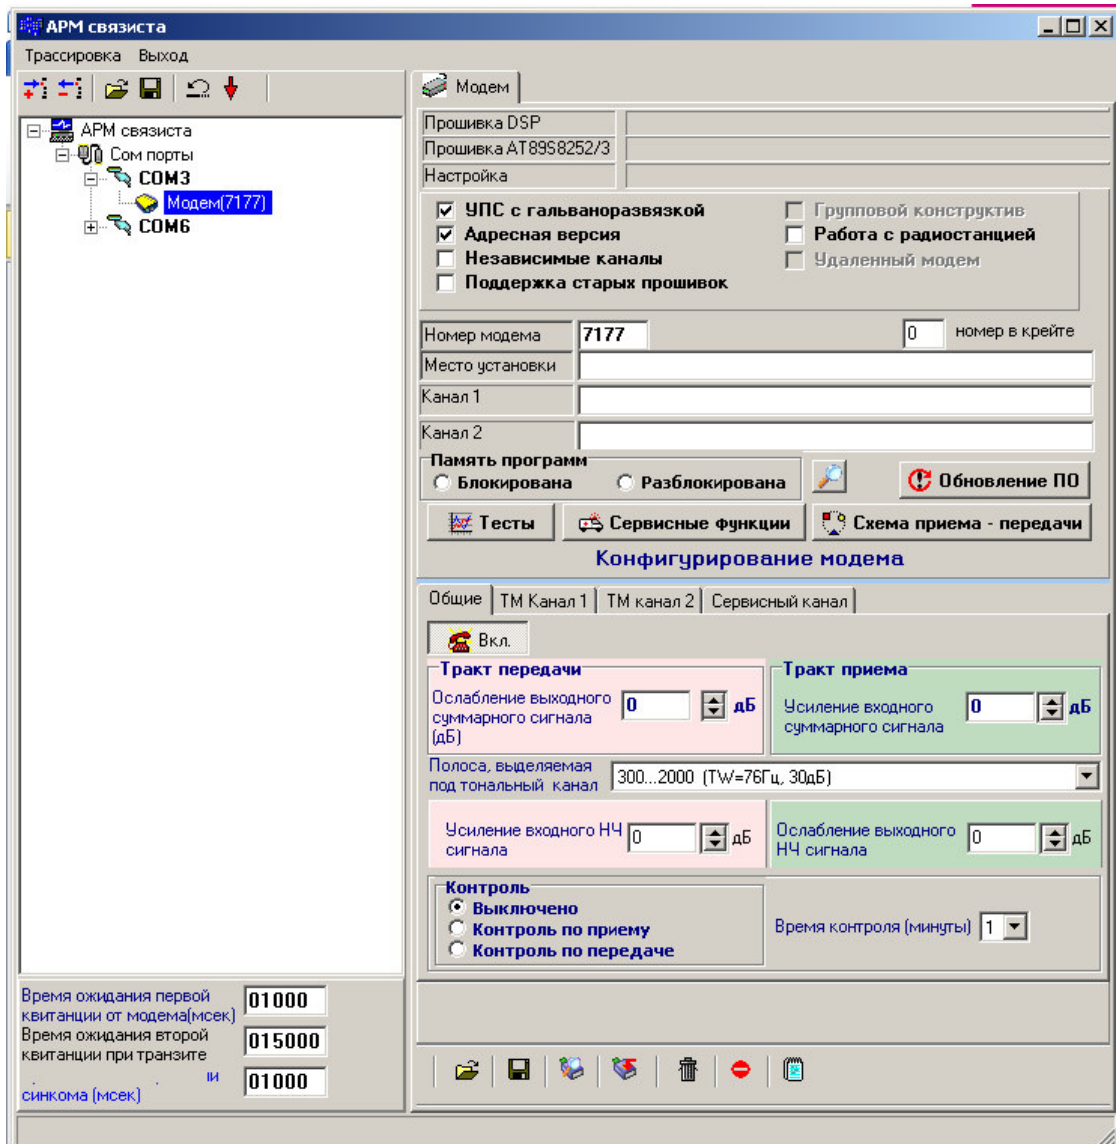 АРМ связиста
Трассировка Выход
АРМ связиста
Com порты
COM3
Модем(7177)
COM6
Время ожидания первой
квитанции от модема(мсек)
01000
Время ожидания второй
квитанции при транзите
015000
синкома (мсек)
01000
Модем
Прошивка DSP
Прошивка AT89S8252/3
Настройка
УПС с гальваноразвязкой
Адресная версия
Независимые каналы
Поддержка старых прошивок
Групповой конструктив
Работа с радиостанцией
Удаленный модем
Номер модема 7177 0 номер в крейте
Место установки
Канал 1
Канал 2
Память программ
Блокирована Разблокирована
Обновление ПО
Тесты Сервисные функции Схема приема - передачи
Конфигурирование модема
Общие ТМ Канал 1 ТМ канал 2 Сервисный канал
Вкл.
Тракт передачи
Ослабление выходного
суммарного сигнала
(дБ)
0 дБ
Тракт приема
Усиление входного
суммарного сигнала
0 дБ
Полоса, выделяемая
под тональный канал
300...2000 (TW=76Гц, 30дБ)
Усиление входного НЧ
сигнала
0 дБ
Ослабление выходного
НЧ сигнала
0 дБ
Контроль
Выключено
Контроль по приему
Контроль по передаче
Время контроля (минуты) 1